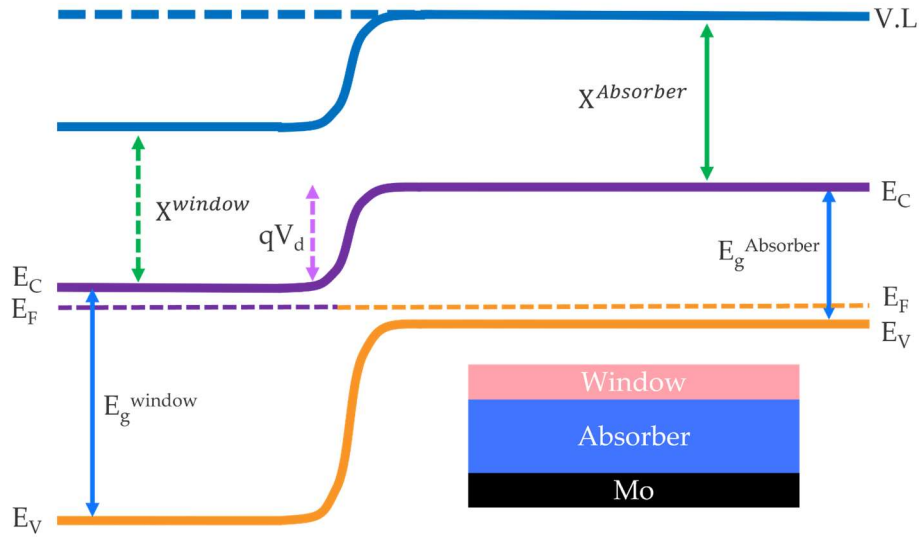 V.L
X^Absorber
X^window
E_C
qV_d
E_g^Absorber
E_C
E_F
E_F
E_V
E_g^window
Window
Absorber
Mo
E_V